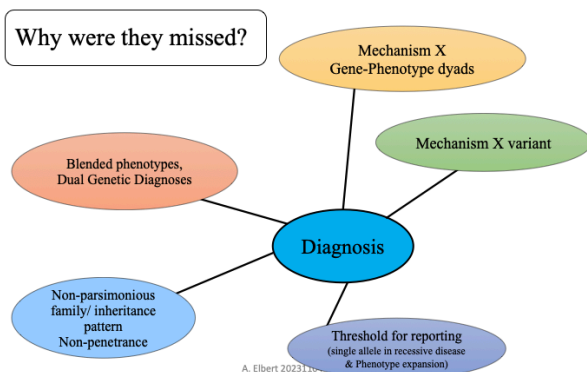 Why were they missed?
Mechanism X
Gene-Phenotype dyads
Mechanism X variant
Blended phenotypes,
Dual Genetic Diagnoses
Diagnosis
Non-parsimonious
family/ inheritance
pattern
Non-penetrance
Threshold for reporting
(single allele in recessive disease
& Phenotype expansion)
A. Elbert